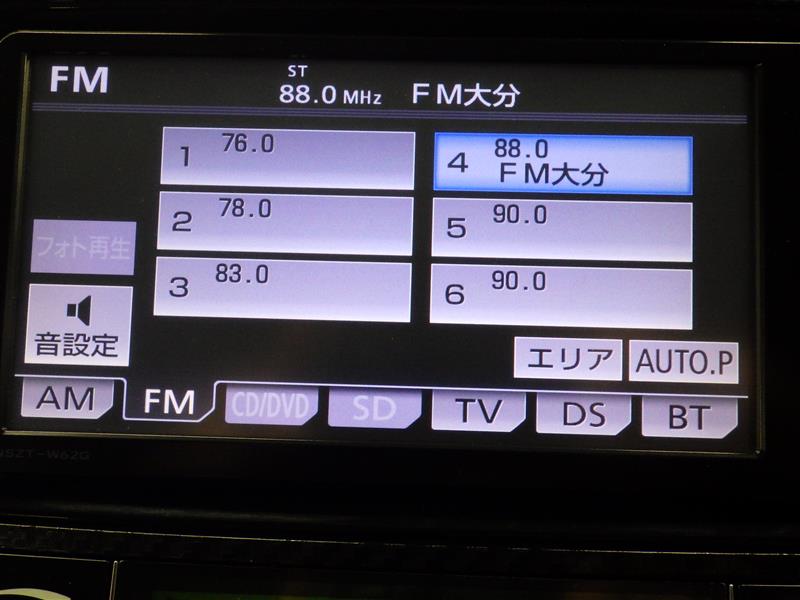 FM
ST
88.0 MHz ＦＭ大分
1 76.0
4 88.0
ＦＭ大分
2 78.0
5 90.0
3 83.0
6 90.0
フォト再生
音設定
エリア AUTO.P
AM FM CD/DVD SD TV DS BT
NSZT-W62G